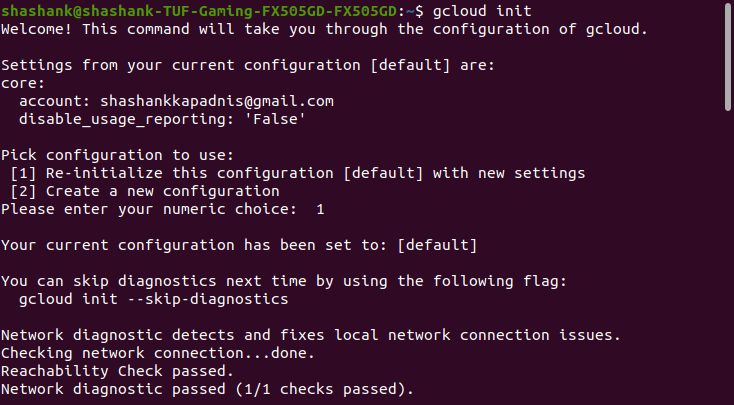 shashank@shashank-TUF-Gaming-FX505GD-FX505GD:~$ gcloud init
Welcome! This command will take you through the configuration of gcloud.
Settings from your current configuration [default] are:
core:
  account: shashankkapadnis@gmail.com
  disable_usage_reporting: 'False'
Pick configuration to use:
 [1] Re-initialize this configuration [default] with new settings
 [2] Create a new configuration
Please enter your numeric choice:  1
Your current configuration has been set to: [default]
You can skip diagnostics next time by using the following flag:
  gcloud init --skip-diagnostics
Network diagnostic detects and fixes local network connection issues.
Checking network connection...done.
Reachability Check passed.
Network diagnostic passed (1/1 checks passed).